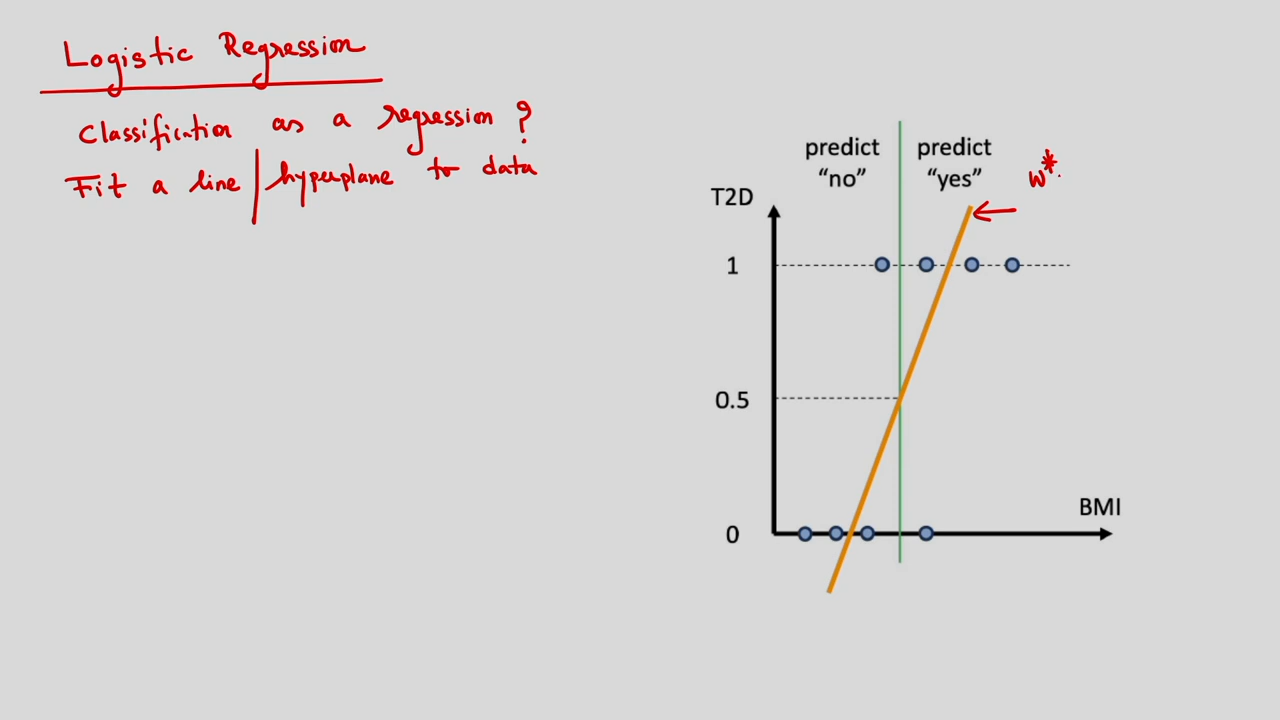 Logistic Regression
Classification as a regression ?
Fit a line / hyperplane to data
predict "no"
predict "yes"
w*
T2D
1
0.5
0
BMI